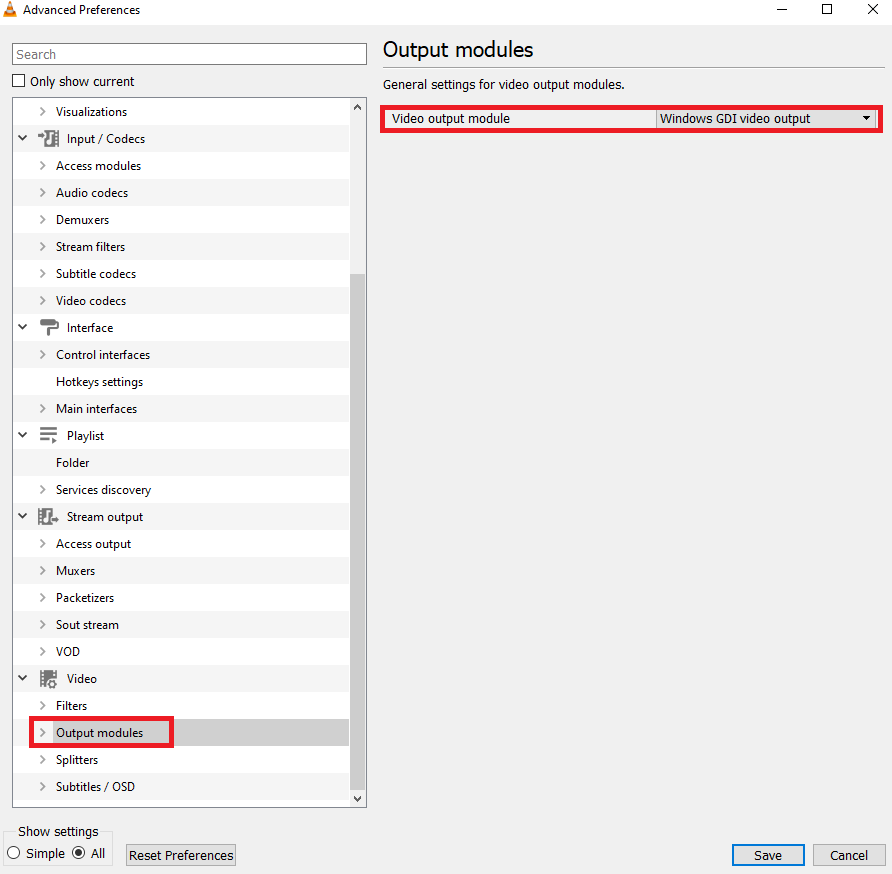 Advanced Preferences
Search
Only show current
Visualizations
Input / Codecs
Access modules
Audio codecs
Demuxers
Stream filters
Subtitle codecs
Video codecs
Interface
Control interfaces
Hotkeys settings
Main interfaces
Playlist
Folder
Services discovery
Stream output
Access output
Muxers
Packetizers
Sout stream
VOD
Video
Filters
Output modules
Splitters
Subtitles / OSD
Output modules
General settings for video output modules.
Video output module Windows GDI video output
Show settings
Simple All
Reset Preferences
Save Cancel